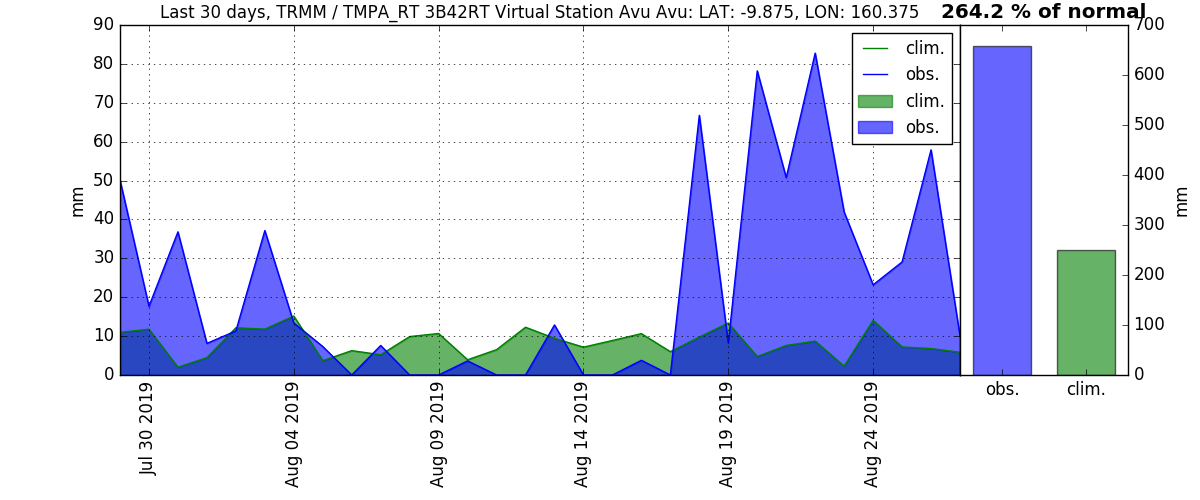 Last 30 days, TRMM / TMPA_RT 3B42RT Virtual Station Avu Avu: LAT: -9.875, LON: 160.375
264.2 % of normal
90
80
70
60
50
40
30
20
10
0
mm
clim.
obs.
clim.
obs.
Jul 30 2019
Aug 04 2019
Aug 09 2019
Aug 14 2019
Aug 19 2019
Aug 24 2019
700
600
500
400
300
200
100
0
mm
obs.
clim.